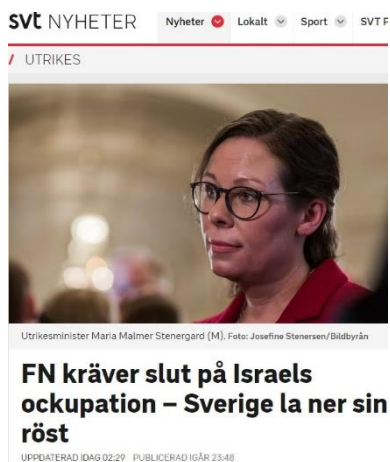 svt NYHETER Nyheter Lokalt Sport SVT
/ UTRIKES
Utrikesminister Maria Malmer Stenergard (M). Foto: Josefine Stenersen/Bildbyrån
FN kräver slut på Israels
ockupation – Sverige la ner sin
röst
UPPDATERAD IDAG 02:29 PUBLICERAD IGÅR 23:48